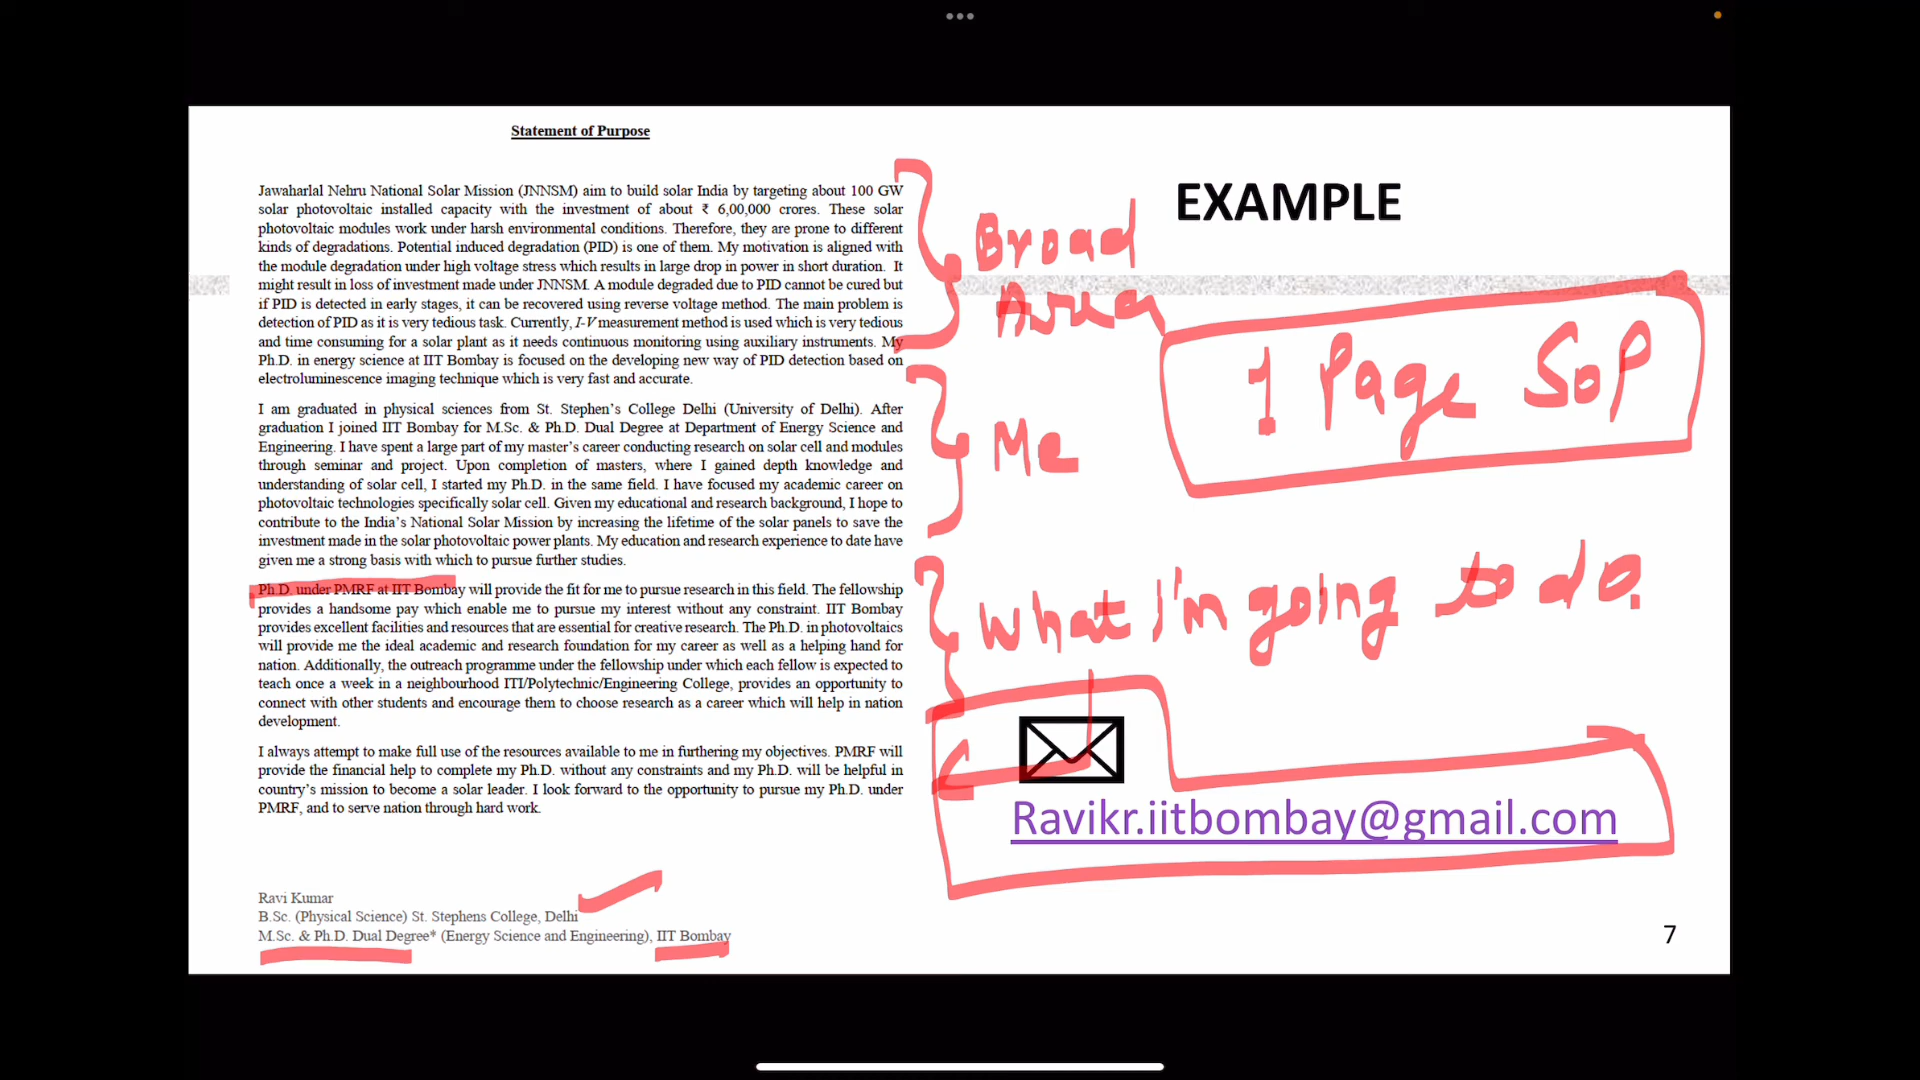 Statement of Purpose
Jawaharlal Nehru National Solar Mission (JNNSM) aim to build solar India by targeting about 100 GW
solar photovoltaic installed capacity with the investment of about ₹ 6,00,000 crores. These solar
photovoltaic modules work under harsh environmental conditions. Therefore, they are prone to different
kinds of degradations. Potential induced degradation (PID) is one of them. My motivation is aligned with
the module degradation under high voltage stress which results in large drop in power in short duration. It
might result in loss of investment made under JNNSM. A module degraded due to PID cannot be cured but
if PID is detected in early stages, it can be recovered using reverse voltage method. The main problem is
detection of PID as it is very tedious task. Currently, I-V measurement method is used which is very tedious
and time consuming for a solar plant as it needs continuous monitoring using auxiliary instruments. My
Ph.D. in energy science at IIT Bombay is focused on the developing new way of PID detection based on
electroluminescence imaging technique which is very fast and accurate.
I am graduated in physical sciences from St. Stephen's College Delhi (University of Delhi). After
graduation I joined IIT Bombay for M.Sc. & Ph.D. Dual Degree at Department of Energy Science and
Engineering. I have spent a large part of my master's career conducting research on solar cell and modules
through seminar and project. Upon completion of masters, where I gained depth knowledge and
understanding of solar cell, I started my Ph.D. in the same field. I have focused my academic career on
photovoltaic technologies specifically solar cell. Given my educational and research background, I hope to
contribute to the India's National Solar Mission by increasing the lifetime of the solar panels to save the
investment made in the solar photovoltaic power plants. My education and research experience to date have
given me a strong basis with which to pursue further studies.
Ph.D. under PMRF at IIT Bombay will provide the fit for me to pursue research in this field. The fellowship
provides a handsome pay which enable me to pursue my interest without any constraint. IIT Bombay
provides excellent facilities and resources that are essential for creative research. The Ph.D. in photovoltaics
will provide me the ideal academic and research foundation for my career as well as a helping hand for
nation. Additionally, the outreach programme under the fellowship under which each fellow is expected to
teach once a week in a neighbourhood ITI/Polytechnic/Engineering College, provides an opportunity to
connect with other students and encourage them to choose research as a career which will help in nation
development.
I always attempt to make full use of the resources available to me in furthering my objectives. PMRF will
provide the financial help to complete my Ph.D. without any constraints and my Ph.D. will be helpful in
country's mission to become a solar leader. I look forward to the opportunity to pursue my Ph.D. under
PMRF, and to serve nation through hard work.
Ravi Kumar
B.Sc. (Physical Science) St. Stephens College, Delhi
M.Sc. & Ph.D. Dual Degree* (Energy Science and Engineering), IIT Bombay
EXAMPLE
Broad
Area
1 Page SoP
Me
What I'm going to do.
Ravikr.iitbombay@gmail.com
7